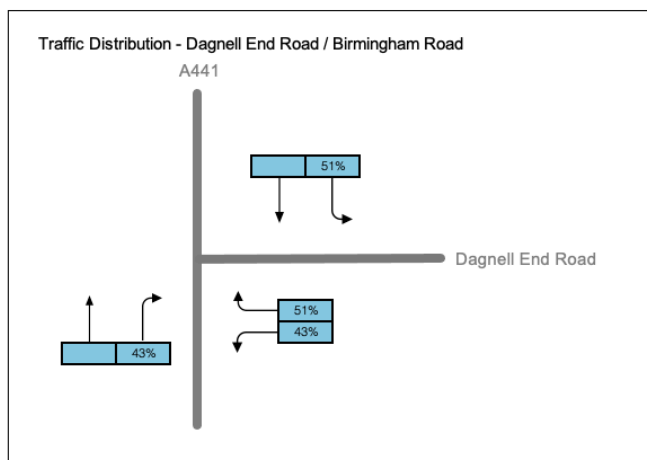 Traffic Distribution - Dagnell End Road / Birmingham Road
A441
51%
Dagnell End Road
51%
43%
43%